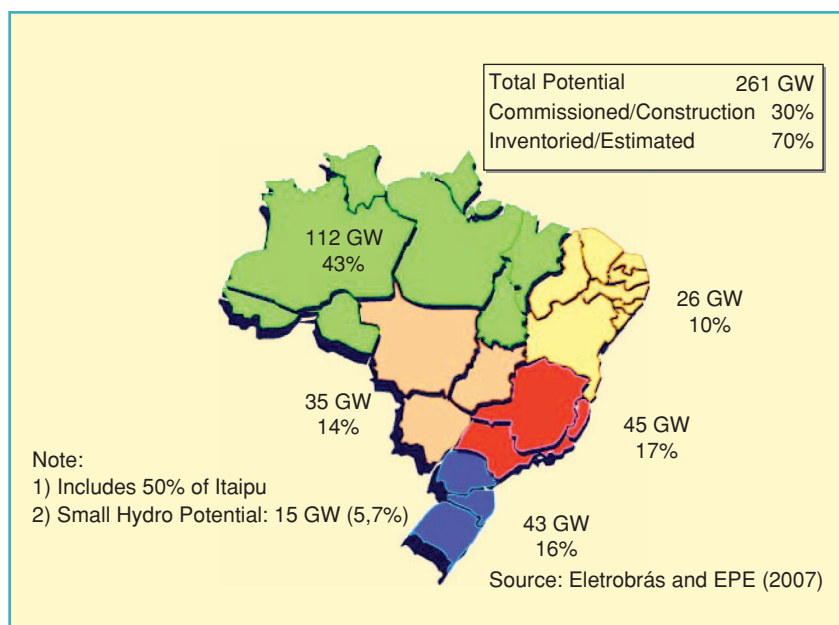 Total Potential 261 GW
Commissioned/Construction 30%
Inventoried/Estimated 70%
112 GW
43%
26 GW
10%
35 GW
14%
45 GW
17%
Note:
1) Includes 50% of Itaipu
2) Small Hydro Potential: 15 GW (5,7%)
43 GW
16%
Source: Eletrobrás and EPE (2007)